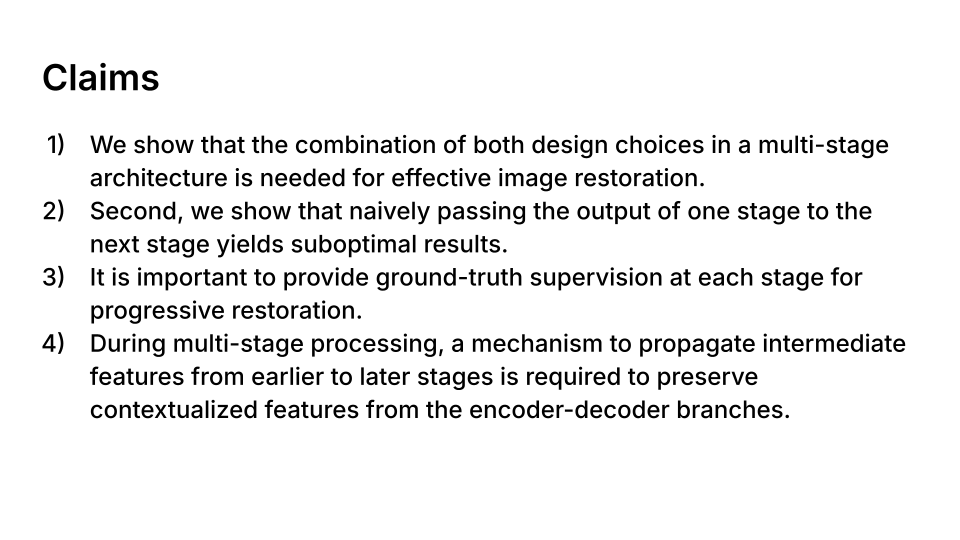 Claims
1) We show that the combination of both design choices in a multi-stage
architecture is needed for effective image restoration.
2) Second, we show that naively passing the output of one stage to the
next stage yields suboptimal results.
3) It is important to provide ground-truth supervision at each stage for
progressive restoration.
4) During multi-stage processing, a mechanism to propagate intermediate
features from earlier to later stages is required to preserve
contextualized features from the encoder-decoder branches.